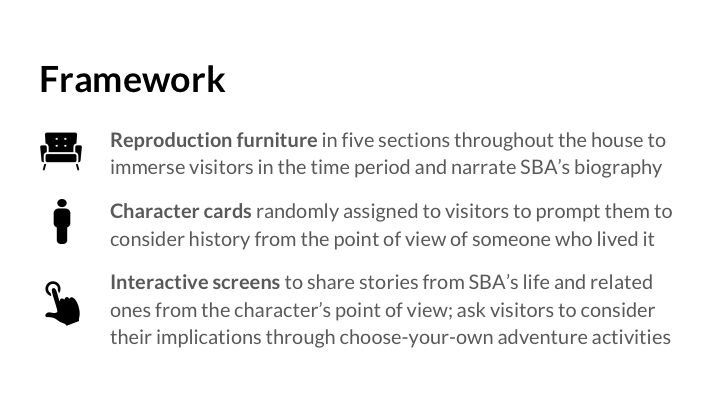 Framework
Reproduction furniture in five sections throughout the house to
immerse visitors in the time period and narrate SBA’s biography
Character cards randomly assigned to visitors to prompt them to
consider history from the point of view of someone who lived it
Interactive screens to share stories from SBA’s life and related
ones from the character’s point of view; ask visitors to consider
their implications through choose-your-own adventure activities